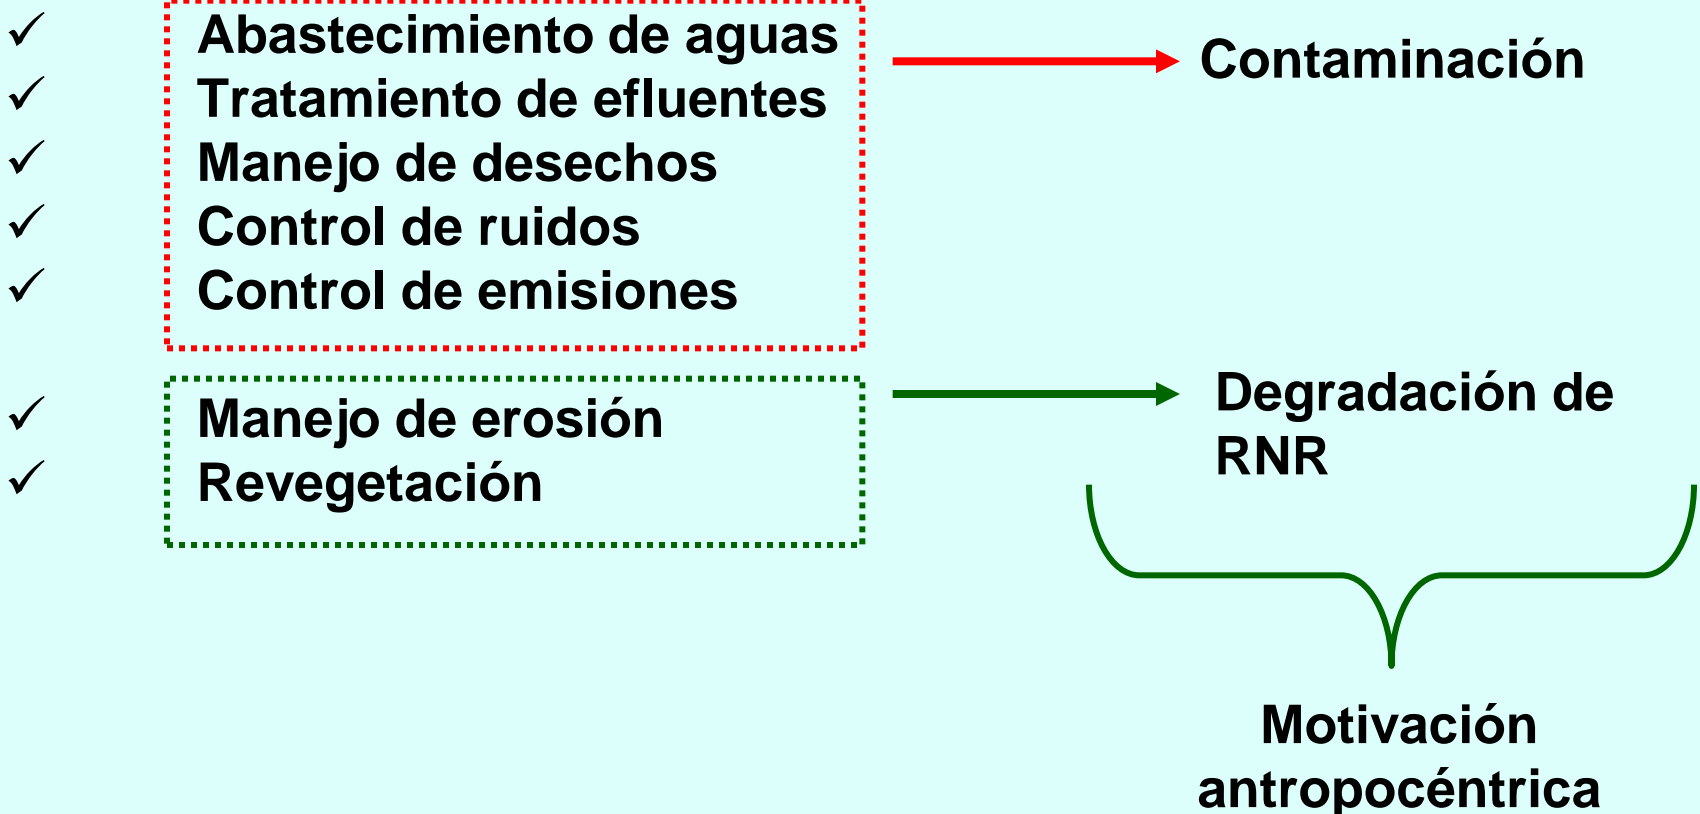 ✓ Abastecimiento de aguas
✓ Tratamiento de efluentes
✓ Manejo de desechos
✓ Control de ruidos
✓ Control de emisiones
Contaminación
✓ Manejo de erosión
✓ Revegetación
Degradación de
RNR
Motivación
antropocéntrica